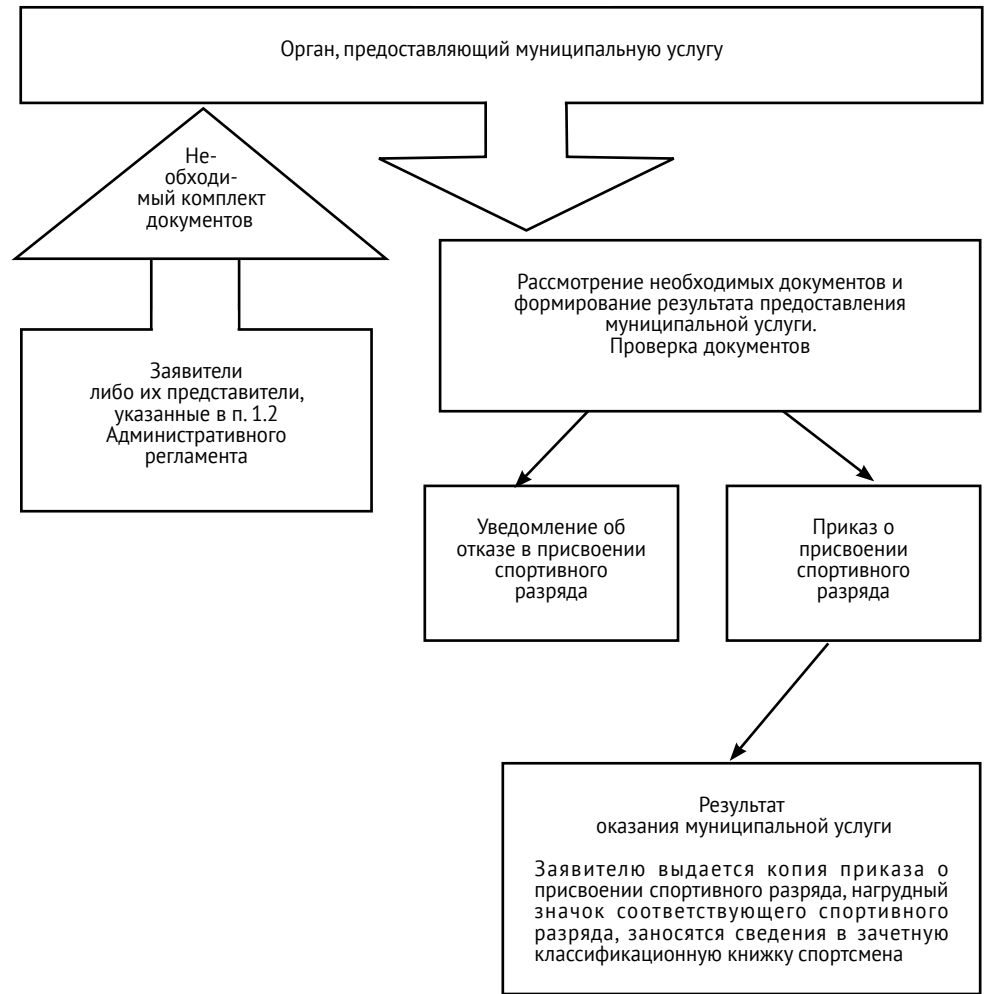 Орган, предоставляющий муниципальную услугу
Не-
обходи-
мый комплект
документов
Заявители
либо их представители,
указанные в п. 1.2
Административного
регламента
Рассмотрение необходимых документов и
формирование результата предоставления
муниципальной услуги.
Проверка документов
Уведомление об
отказе в присвоении
спортивного
разряда
Приказ о
присвоении
спортивного
разряда
Результат
оказания муниципальной услуги
Заявителю выдается копия приказа о
присвоении спортивного разряда, нагрудный
значок соответствующего спортивного
разряда, заносятся сведения в зачетную
классификационную книжку спортсмена